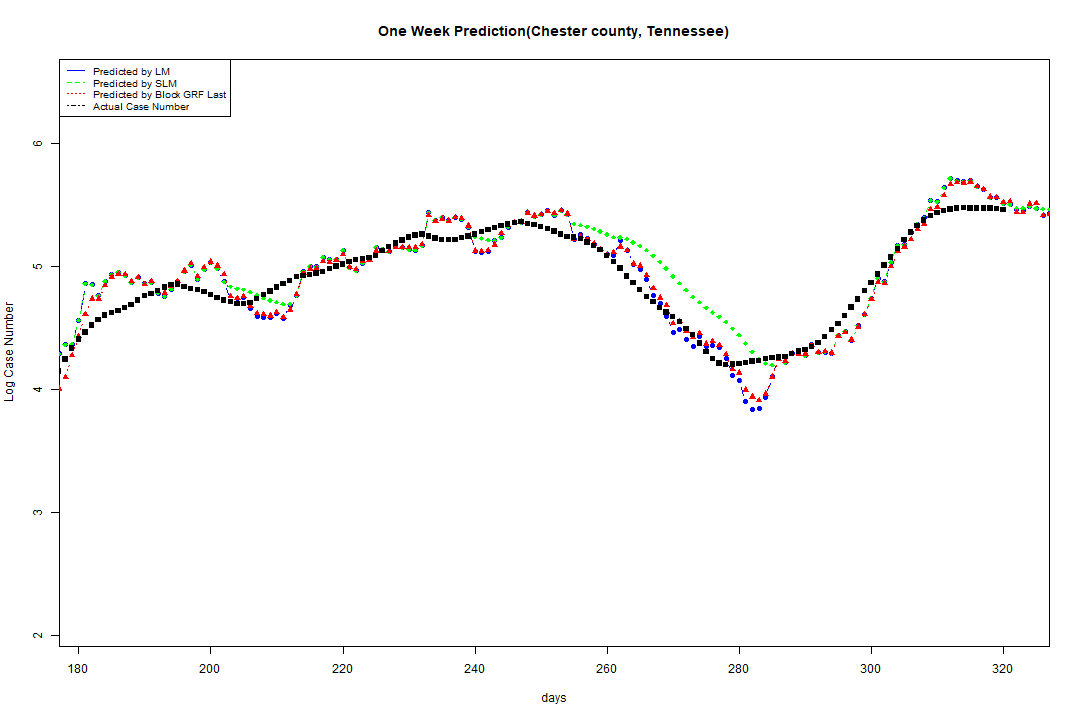 One Week Prediction(Chester county, Tennessee)
Predicted by LM
Predicted by SLM
Predicted by Block GRF Last
Actual Case Number
6
5
4
3
2
Log Case Number
180 200 220 240 260 280 300 320
days